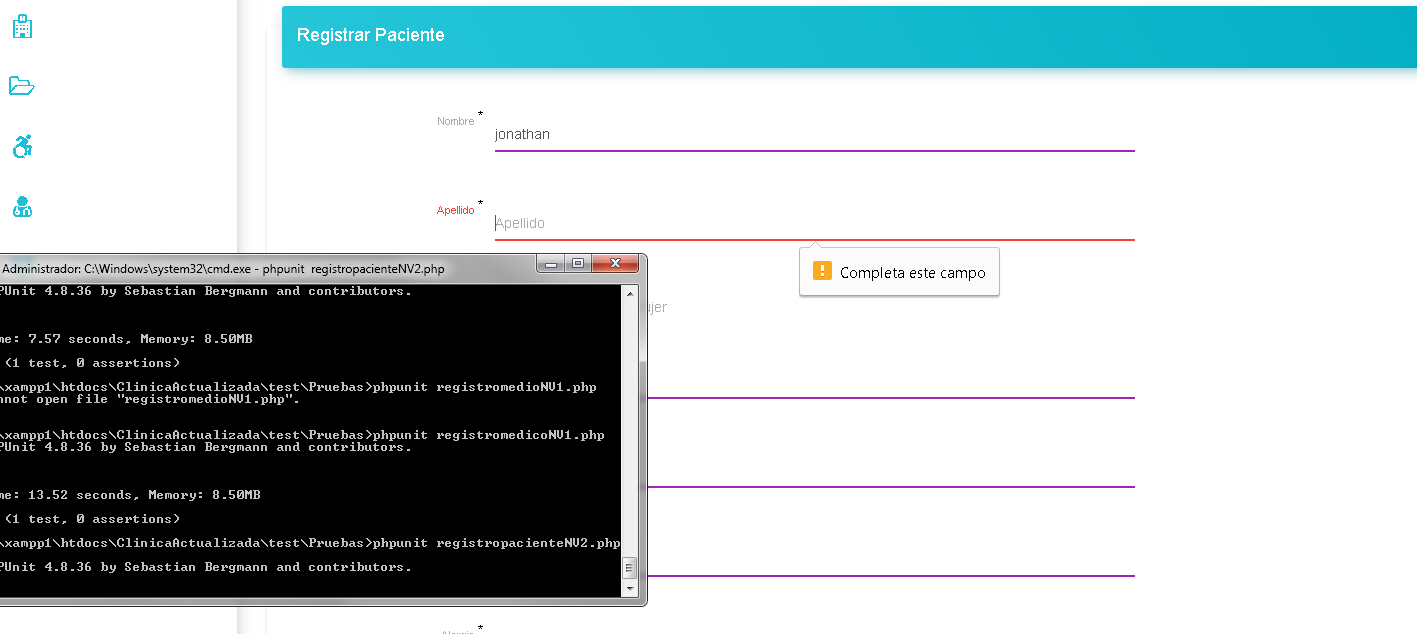 Registrar Paciente
Nombre *
jonathan
Apellido *
Apellido
Completa este campo
ujer
Administrador: C:\Windows\system32\cmd.exe - phpunit registropacienteNV2.php
PUnit 4.8.36 by Sebastian Bergmann and contributors.
me: 7.57 seconds, Memory: 8.50MB
(1 test, 0 assertions)
\xampp1\htdocs\ClinicaActualizada\test\Pruebas>phpunit registromedioNV1.php
nnot open file "registromedioNV1.php".
\xampp1\htdocs\ClinicaActualizada\test\Pruebas>phpunit registromedicoNV1.php
PUnit 4.8.36 by Sebastian Bergmann and contributors.
me: 13.52 seconds, Memory: 8.50MB
(1 test, 0 assertions)
\xampp1\htdocs\ClinicaActualizada\test\Pruebas>phpunit registropacienteNV2.php
PUnit 4.8.36 by Sebastian Bergmann and contributors.
*